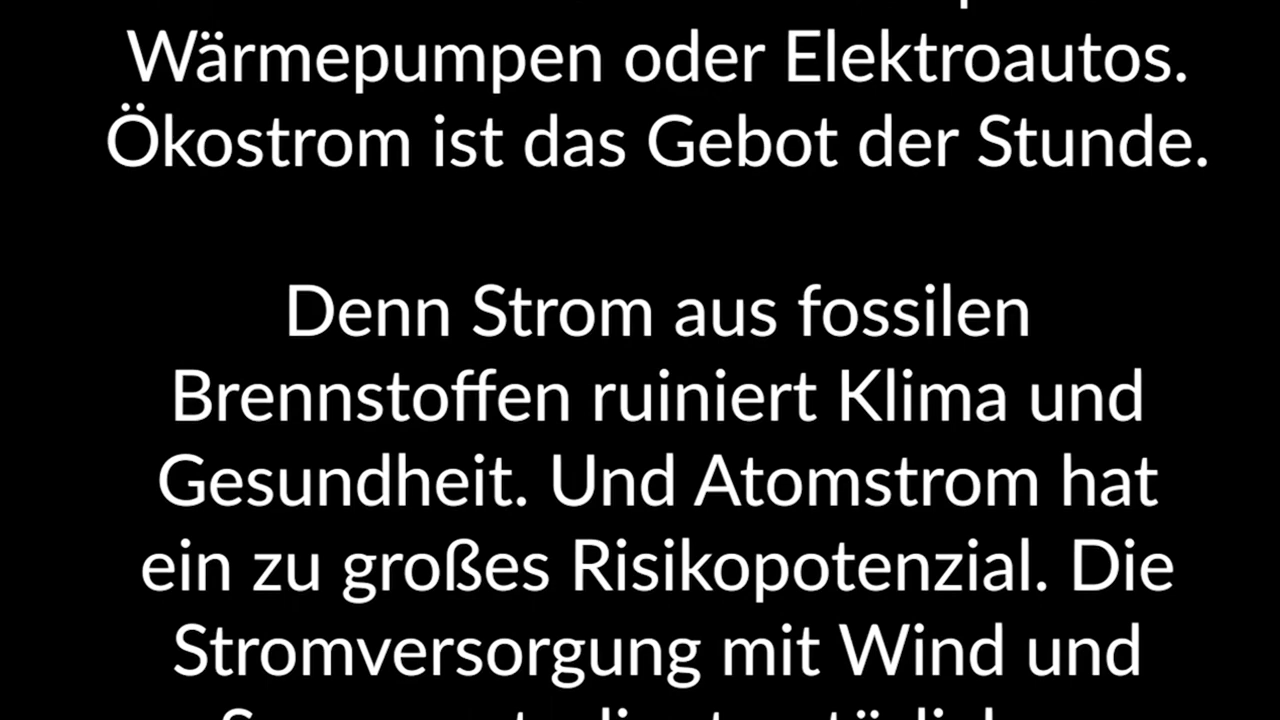 Wärmepumpen oder Elektroautos.
Ökostrom ist das Gebot der Stunde.
Denn Strom aus fossilen
Brennstoffen ruiniert Klima und
Gesundheit. Und Atomstrom hat
ein zu großes Risikopotenzial. Die
Stromversorgung mit Wind und